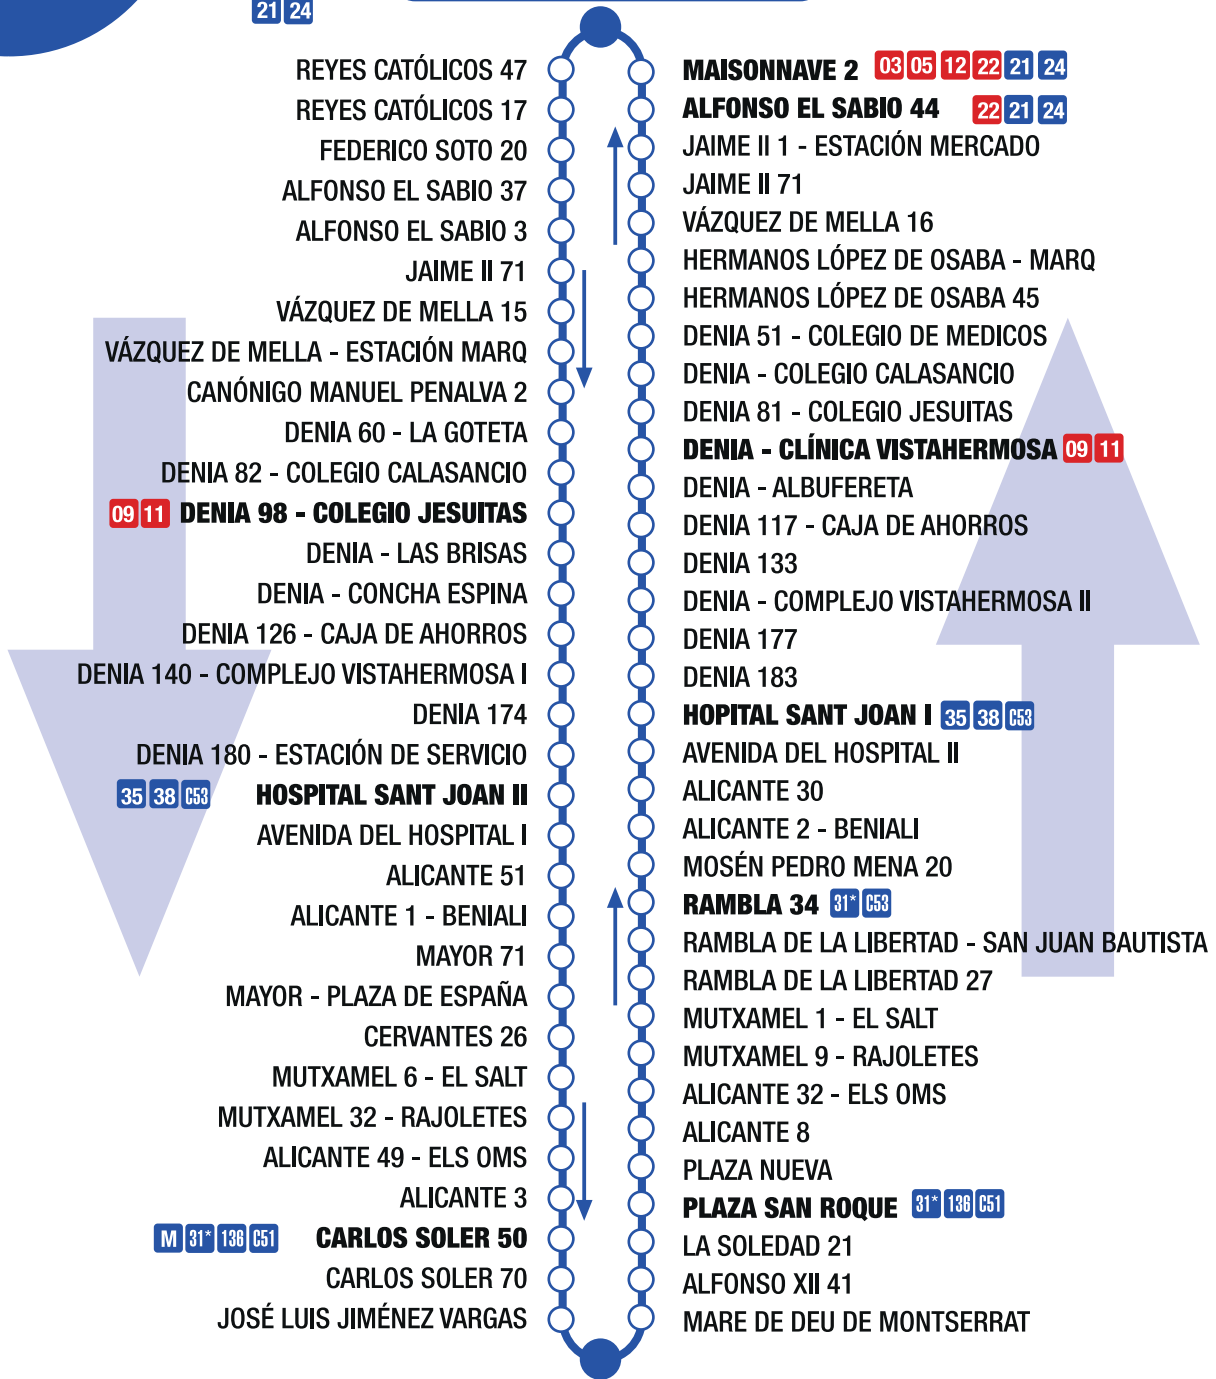 21 24
REYES CATÓLICOS 47
REYES CATÓLICOS 17
FEDERICO SOTO 20
ALFONSO EL SABIO 37
ALFONSO EL SABIO 3
JAIME II 71
VÁZQUEZ DE MELLA 15
VÁZQUEZ DE MELLA - ESTACIÓN MARQ
CANÓNIGO MANUEL PENALVA 2
DENIA 60 - LA GOTETA
DENIA 82 - COLEGIO CALASANCIO
09 11 DENIA 98 - COLEGIO JESUITAS
DENIA - LAS BRISAS
DENIA - CONCHA ESPINA
DENIA 126 - CAJA DE AHORROS
DENIA 140 - COMPLEJO VISTAHERMOSA I
DENIA 174
DENIA 180 - ESTACIÓN DE SERVICIO
35 38 C53 HOSPITAL SANT JOAN II
AVENIDA DEL HOSPITAL I
ALICANTE 51
ALICANTE 1 - BENIALI
MAYOR 71
MAYOR - PLAZA DE ESPAÑA
CERVANTES 26
MUTXAMEL 6 - EL SALT
MUTXAMEL 32 - RAJOLETES
ALICANTE 49 - ELS OMS
ALICANTE 3
M 31* 136 C51 CARLOS SOLER 50
CARLOS SOLER 70
JOSÉ LUIS JIMÉNEZ VARGAS
MAISONNAVE 2 03 05 12 22 21 24
ALFONSO EL SABIO 44 22 21 24
JAIME II 1 - ESTACIÓN MERCADO
JAIME II 71
VÁZQUEZ DE MELLA 16
HERMANOS LÓPEZ DE OSABA - MARQ
HERMANOS LÓPEZ DE OSABA 45
DENIA 51 - COLEGIO DE MEDICOS
DENIA - COLEGIO CALASANCIO
DENIA 81 - COLEGIO JESUITAS
DENIA - CLÍNICA VISTAHERMOSA 09 11
DENIA - ALBUFERETA
DENIA 117 - CAJA DE AHORROS
DENIA 133
DENIA - COMPLEJO VISTAHERMOSA II
DENIA 177
DENIA 183
HOPITAL SANT JOAN I 35 38 C53
AVENIDA DEL HOSPITAL II
ALICANTE 30
ALICANTE 2 - BENIALI
MOSÉN PEDRO MENA 20
RAMBLA 34 31* C53
RAMBLA DE LA LIBERTAD - SAN JUAN BAUTISTA
RAMBLA DE LA LIBERTAD 27
MUTXAMEL 1 - EL SALT
MUTXAMEL 9 - RAJOLETES
ALICANTE 32 - ELS OMS
ALICANTE 8
PLAZA NUEVA
PLAZA SAN ROQUE 31* 136 C51
LA SOLEDAD 21
ALFONSO XII 41
MARE DE DEU DE MONTSERRAT